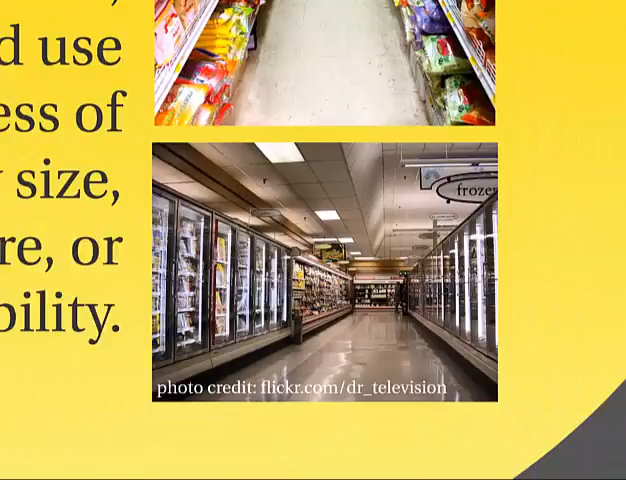 d use
ess of
size,
re, or
bility.
frozen
photo credit: flickr.com/dr_television